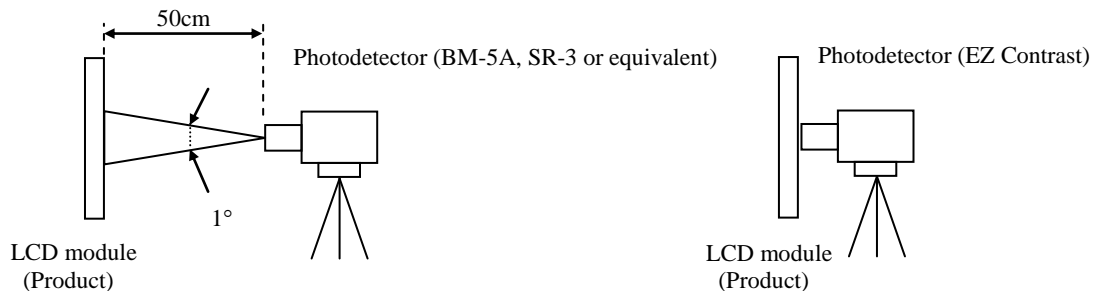 50cm
Photodetector (BM-5A, SR-3 or equivalent)
1°
LCD module
(Product)
Photodetector (EZ Contrast)
LCD module
(Product)